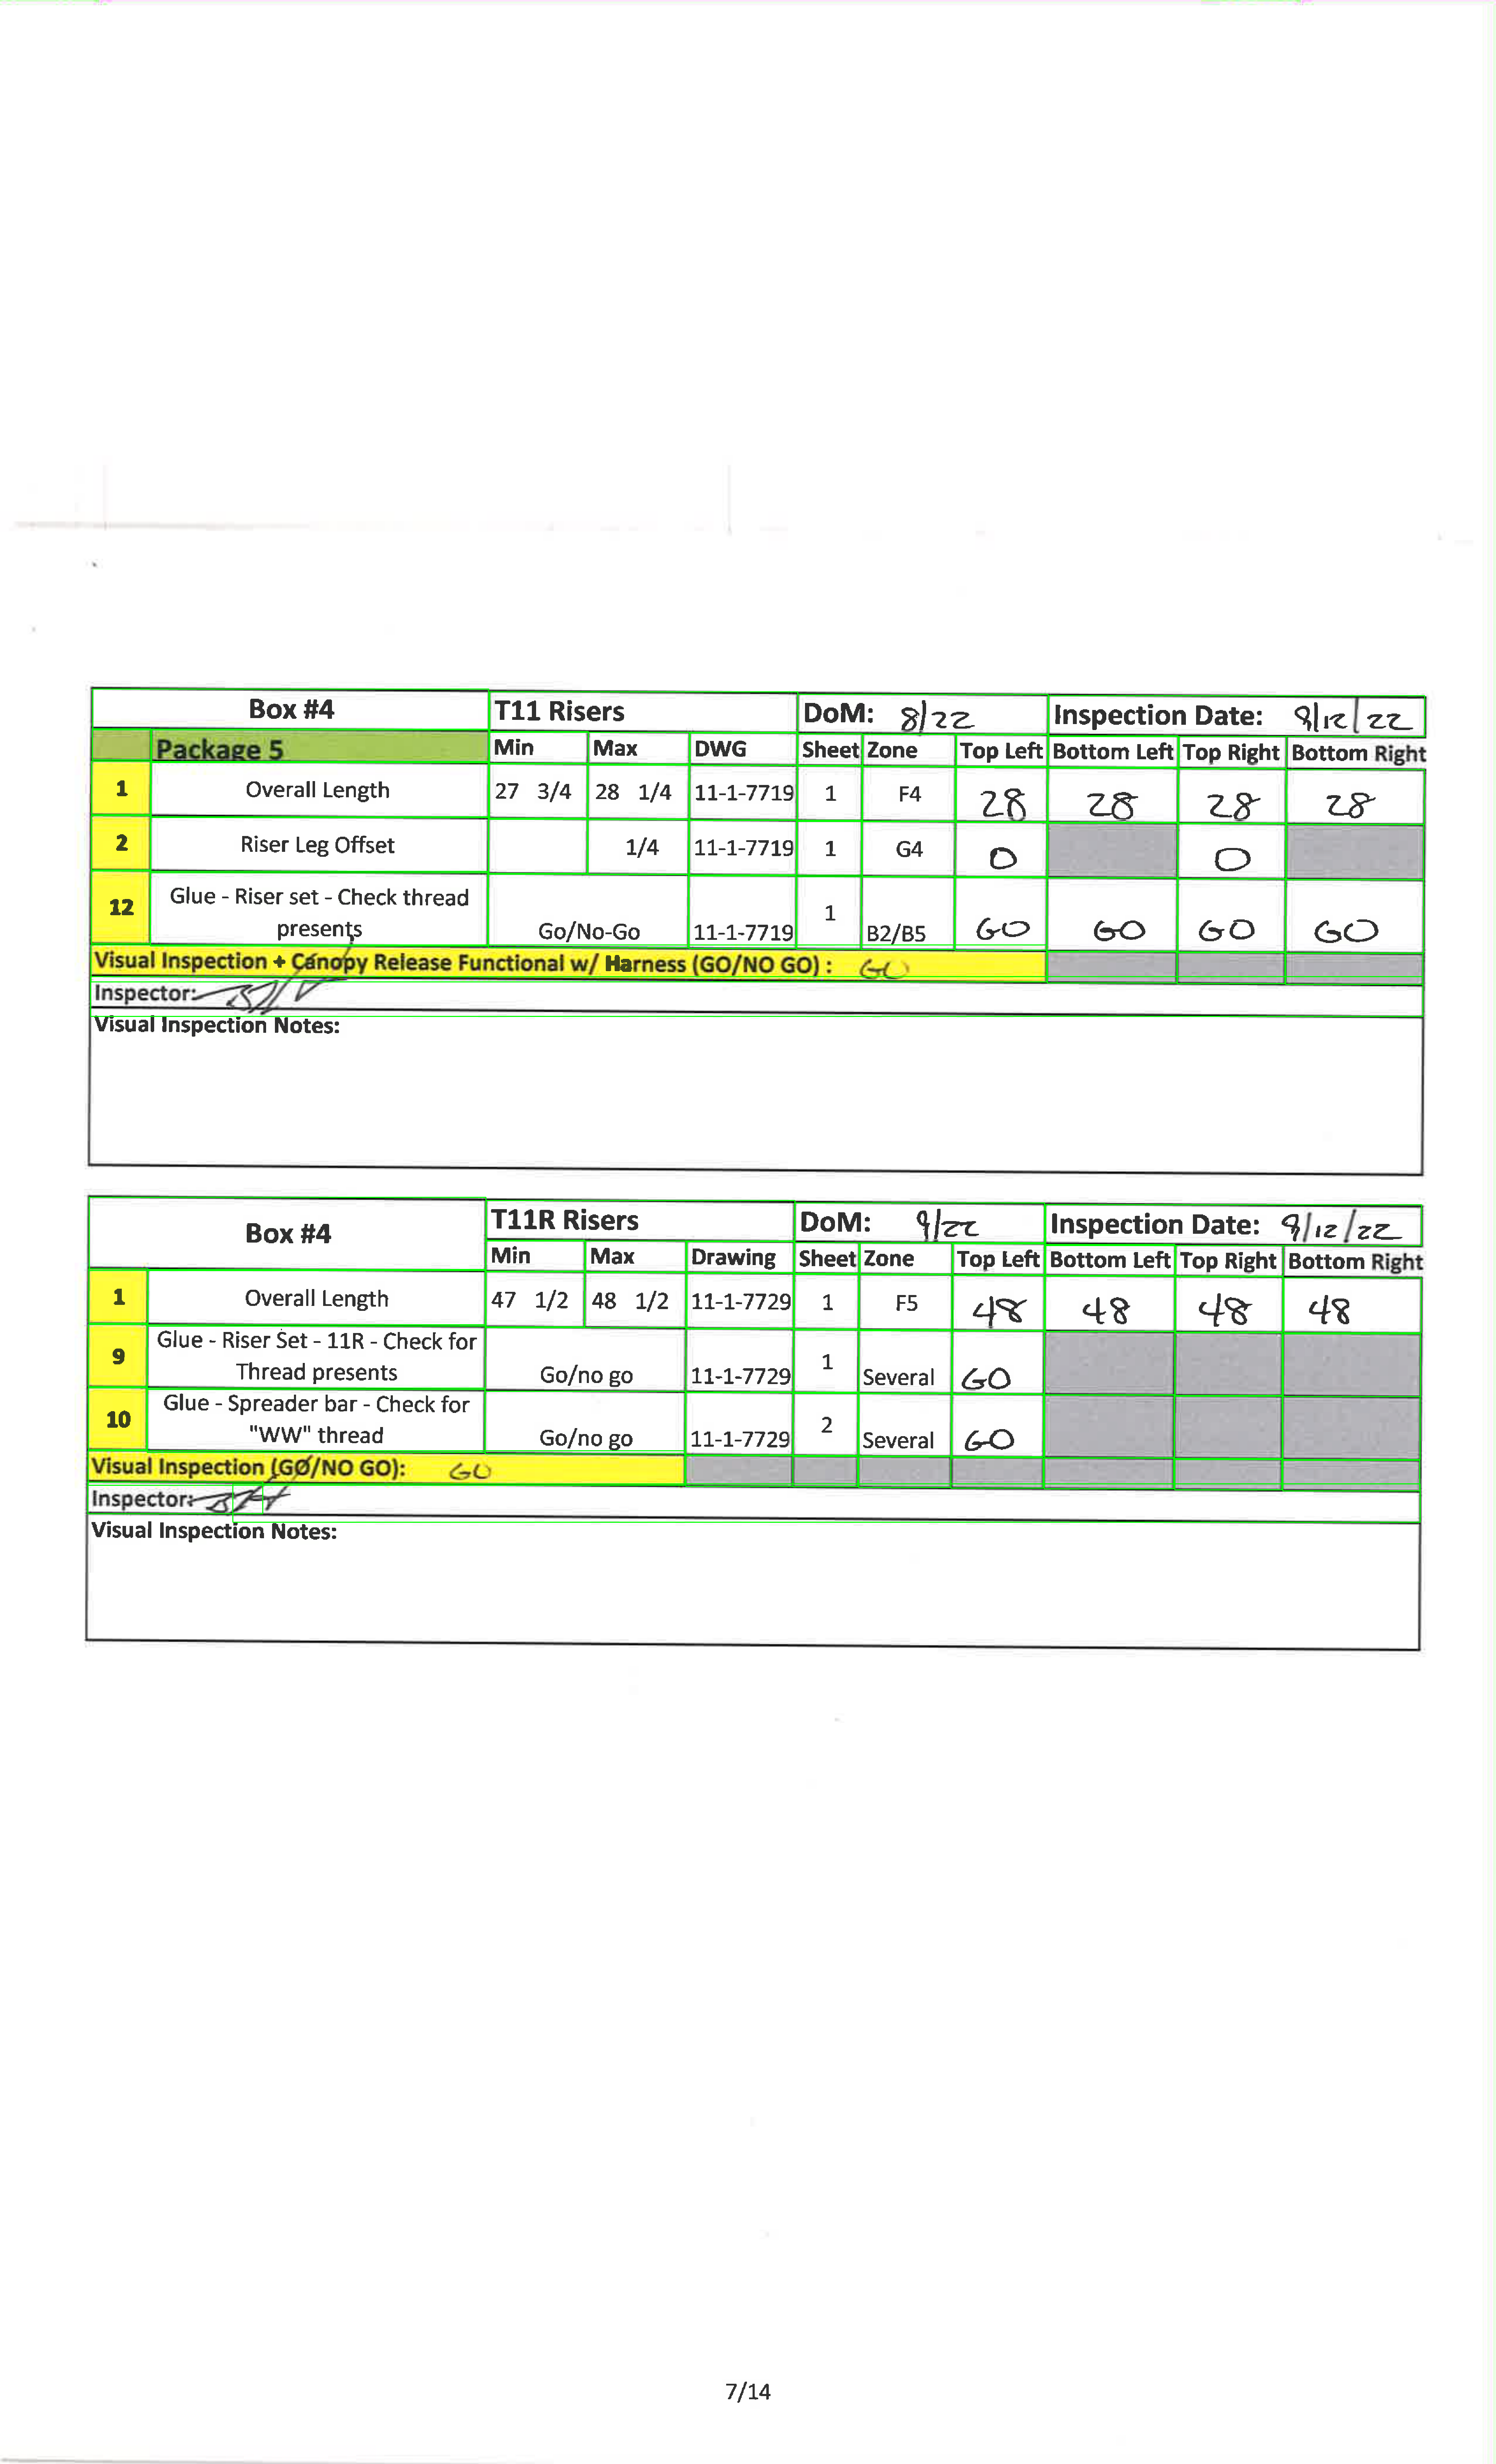 Box #4 T11 Risers DoM: 8/22 Inspection Date: 9/12/22
Package 5 Min Max DWG Sheet Zone Top Left Bottom Left Top Right Bottom Right
1 Overall Length 27 3/4 28 1/4 11-1-7719 1 F4 28 28 28 28
2 Riser Leg Offset 1/4 11-1-7719 1 G4 0 0
12 Glue - Riser set - Check thread
presents Go/No-Go 11-1-7719 1 B2/B5 GO GO GO GO
Visual Inspection + Canopy Release Functional w/ Harness (GO/NO GO) : GO
Inspector:
Visual Inspection Notes:
Box #4 T11R Risers DoM: 9/22 Inspection Date: 9/12/22
Min Max Drawing Sheet Zone Top Left Bottom Left Top Right Bottom Right
1 Overall Length 47 1/2 48 1/2 11-1-7729 1 F5 48 48 48 48
9 Glue - Riser Set - 11R - Check for
Thread presents Go/no go 11-1-7729 1 Several GO
10 Glue - Spreader bar - Check for
"WW" thread Go/no go 11-1-7729 2 Several GO
Visual Inspection (GO/NO GO): GO
Inspector:
Visual Inspection Notes:
7/14